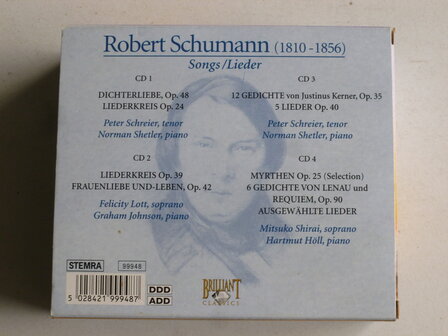 Robert Schumann (1810-1856)
Songs/Lieder
CD 1
DICHTERLIEBE, Op. 48
LIEDERKREIS Op. 24
Peter Schreier, tenor
Norman Shetler, piano
CD 2
LIEDERKREIS Op. 39
FRAUENLIEBE UND-LEBEN, Op. 42
Felicity Lott, soprano
Graham Johnson, piano
CD 3
12 GEDICHTE von Justinus Kerner, Op. 35
5 LIEDER Op. 40
Peter Schreier, tenor
Norman Shetler, piano
CD 4
MYRTHEN Op. 25 (Selection)
6 GEDICHTE VON LENAU und
REQUIEM, Op. 90
AUSGEWÄHLTE LIEDER
Mitsuko Shirai, soprano
Hartmut Höll, piano
STEMRA
99948
5 028421 999487
DDD
ADD
BRILLIANT
CLASSICS